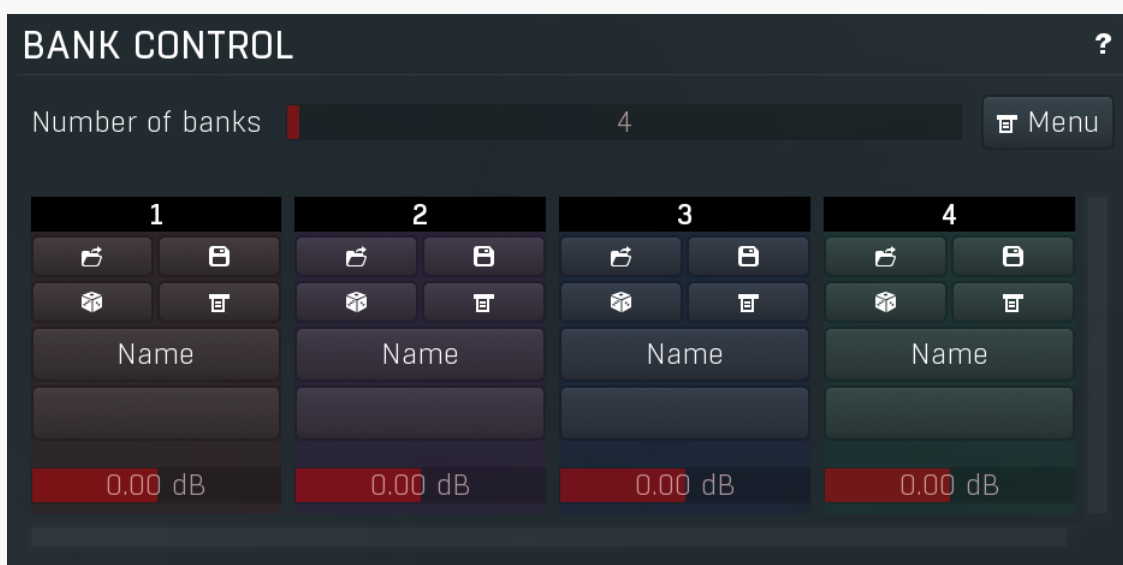 BANK CONTROL ?
Number of banks 4 Menu
1 2 3 4
Name Name Name Name
0.00 dB 0.00 dB 0.00 dB 0.00 dB